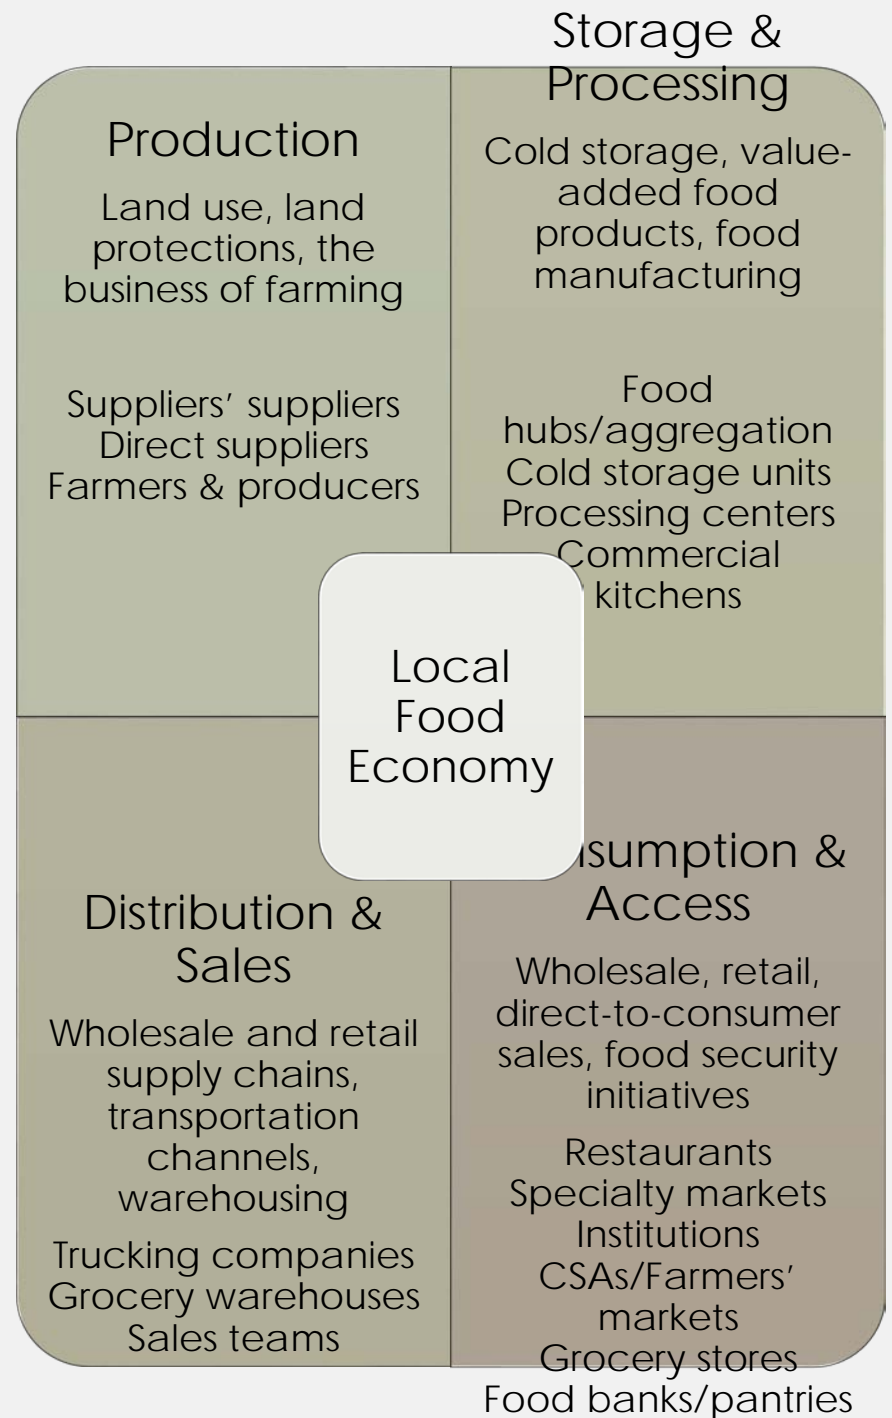 Production
Land use, land
protections, the
business of farming
Suppliers’ suppliers
Direct suppliers
Farmers & producers
Storage &
Processing
Cold storage, value-
added food
products, food
manufacturing
Food
hubs/aggregation
Cold storage units
Processing centers
Commercial
kitchens
Local
Food
Economy
Distribution &
Sales
Wholesale and retail
supply chains,
transportation
channels,
warehousing
Trucking companies
Grocery warehouses
Sales teams
sumption &
Access
Wholesale, retail,
direct-to-consumer
sales, food security
initiatives
Restaurants
Specialty markets
Institutions
CSAs/Farmers’
markets
Grocery stores
Food banks/pantries